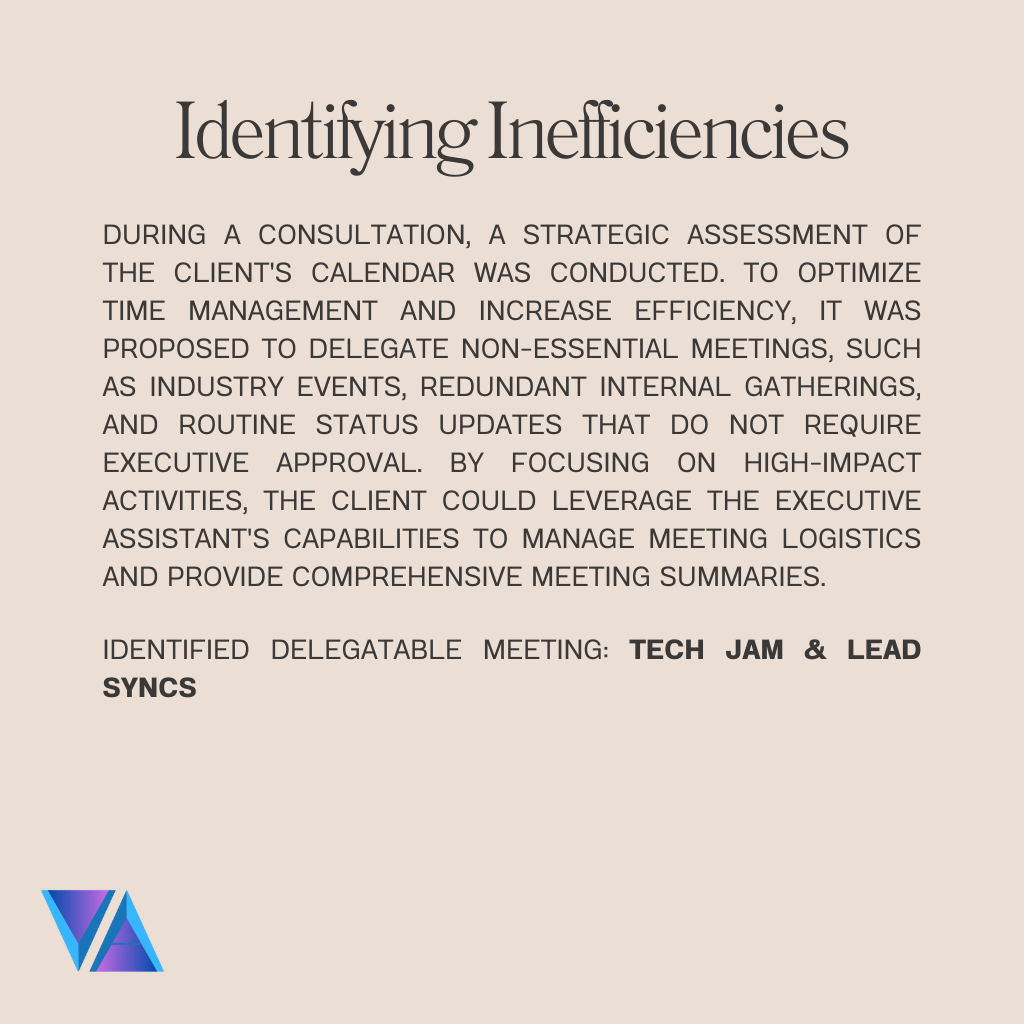 Identifying Inefficiencies
DURING A CONSULTATION, A STRATEGIC ASSESSMENT OF
THE CLIENT'S CALENDAR WAS CONDUCTED. TO OPTIMIZE
TIME MANAGEMENT AND INCREASE EFFICIENCY, IT WAS
PROPOSED TO DELEGATE NON-ESSENTIAL MEETINGS, SUCH
AS INDUSTRY EVENTS, REDUNDANT INTERNAL GATHERINGS,
AND ROUTINE STATUS UPDATES THAT DO NOT REQUIRE
EXECUTIVE APPROVAL. BY FOCUSING ON HIGH-IMPACT
ACTIVITIES, THE CLIENT COULD LEVERAGE THE EXECUTIVE
ASSISTANT'S CAPABILITIES TO MANAGE MEETING LOGISTICS
AND PROVIDE COMPREHENSIVE MEETING SUMMARIES.
IDENTIFIED DELEGATABLE MEETING: TECH JAM & LEAD
SYNCS
VA